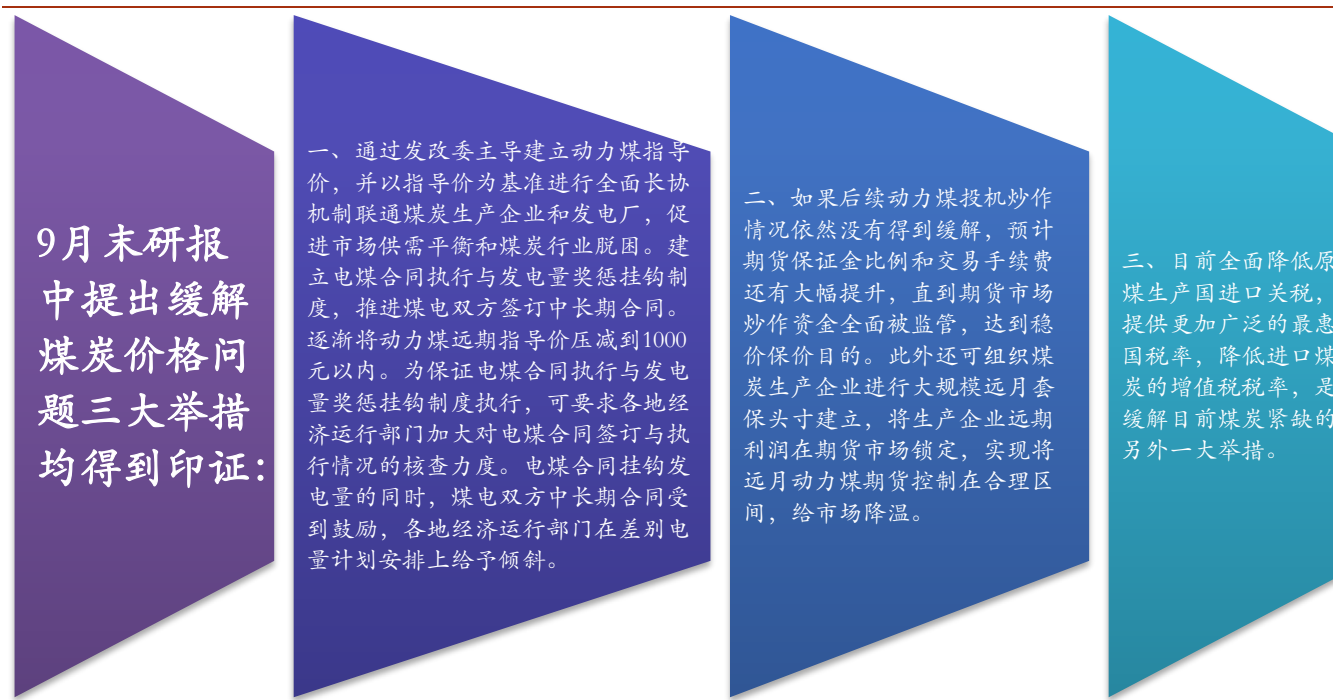 9月末研报
中提出缓解
煤炭价格问
题三大举措
均得到印证:
一、通过发改委主导建立动力煤指导
价，并以指导价为基准进行全面长协
机制联通煤炭生产企业和发电厂，促
进市场供需平衡和煤炭行业脱困。建
立电煤合同执行与发电量奖惩挂钩制
度，推进煤电双方签订中长期合同。
逐渐将动力煤远期指导价压减到1000
元以内。为保证电煤合同执行与发电
量奖惩挂钩制度执行，可要求各地经
济运行部门加大对电煤合同签订与执
行情况的核查力度。电煤合同挂钩发
电量的同时，煤电双方中长期合同受
到鼓励，各地经济运行部门在差别电
量计划安排上给予倾斜。
二、如果后续动力煤投机炒作
情况依然没有得到缓解，预计
期货保证金比例和交易手续费
还有大幅提升，直到期货市场
炒作资金全面被监管，达到稳
价保价目的。此外还可组织煤
炭生产企业进行大规模远月套
保头寸建立，将生产企业远期
利润在期货市场锁定，实现将
远月动力煤期货控制在合理区
间，给市场降温。
三、目前全面降低原
煤生产国进口关税，
提供更加广泛的最惠
国税率，降低进口煤
炭的增值税税率，是
缓解目前煤炭紧缺的
另外一大举措。